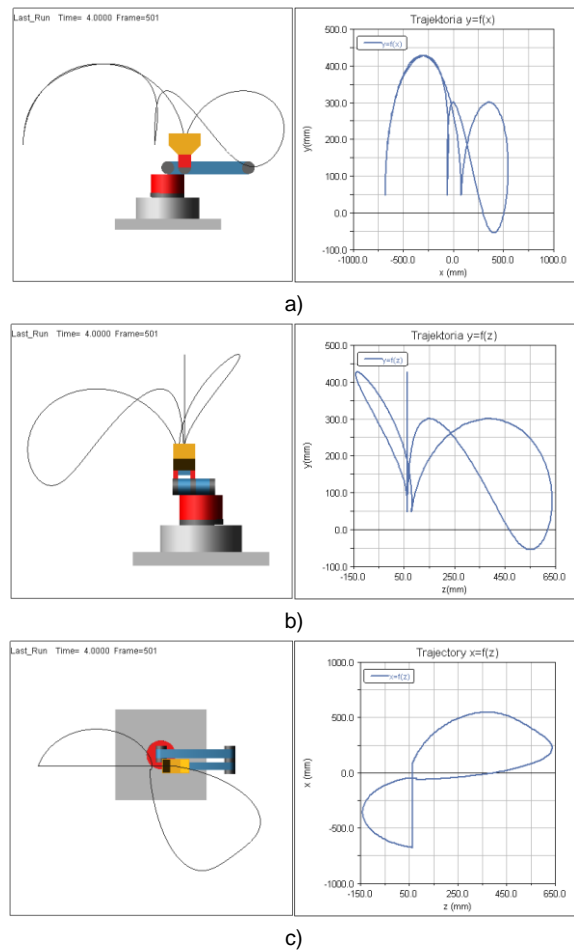 Last_Run Time= 4.0000 Frame=501
Trajektoria y=f(x)
y=f(x)
y(mm)
500.0
400.0
300.0
200.0
100.0
0.0
-100.0
-1000.0 -500.0 0.0 500.0 1000.0
x (mm)
a)
Last_Run Time= 4.0000 Frame=501
Trajektoria y=f(z)
y=f(z)
y(mm)
500.0
400.0
300.0
200.0
100.0
0.0
-100.0
-150.0 50.0 250.0 450.0 650.0
z(mm)
b)
Last_Run Time= 4.0000 Frame=501
Trajectory x=f(z)
x=f(z)
x (mm)
1000.0
500.0
0.0
-500.0
-1000.0
-150.0 50.0 250.0 450.0 650.0
z (mm)
c)